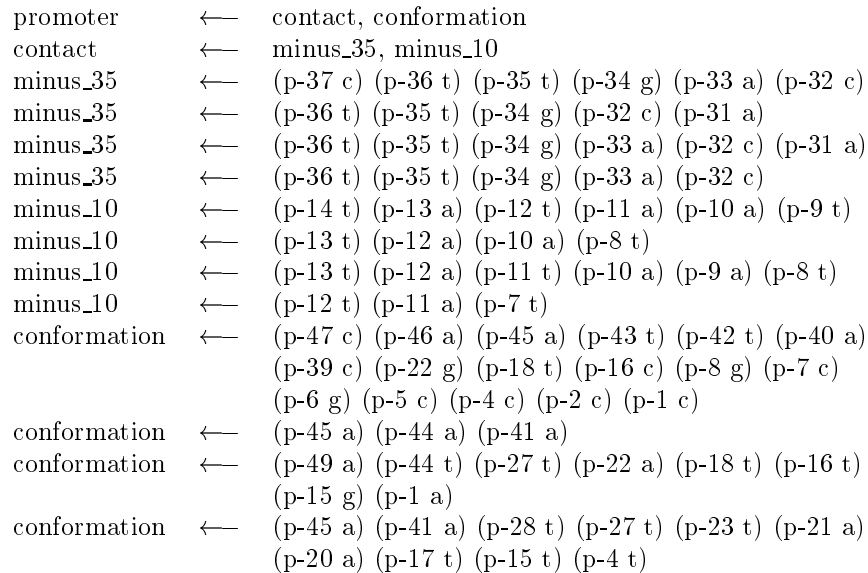 promoter ⟵ contact, conformation
contact ⟵ minus_35, minus_10
minus_35 ⟵ (p-37 c) (p-36 t) (p-35 t) (p-34 g) (p-33 a) (p-32 c)
minus_35 ⟵ (p-36 t) (p-35 t) (p-34 g) (p-32 c) (p-31 a)
minus_35 ⟵ (p-36 t) (p-35 t) (p-34 g) (p-33 a) (p-32 c) (p-31 a)
minus_35 ⟵ (p-36 t) (p-35 t) (p-34 g) (p-33 a) (p-32 c)
minus_10 ⟵ (p-14 t) (p-13 a) (p-12 t) (p-11 a) (p-10 a) (p-9 t)
minus_10 ⟵ (p-13 t) (p-12 a) (p-10 a) (p-8 t)
minus_10 ⟵ (p-13 t) (p-12 a) (p-11 t) (p-10 a) (p-9 a) (p-8 t)
minus_10 ⟵ (p-12 t) (p-11 a) (p-7 t)
conformation ⟵ (p-47 c) (p-46 a) (p-45 a) (p-43 t) (p-42 t) (p-40 a)
(p-39 c) (p-22 g) (p-18 t) (p-16 c) (p-8 g) (p-7 c)
(p-6 g) (p-5 c) (p-4 c) (p-2 c) (p-1 c)
conformation ⟵ (p-45 a) (p-44 a) (p-41 a)
conformation ⟵ (p-49 a) (p-44 t) (p-27 t) (p-22 a) (p-18 t) (p-16 t)
(p-15 g) (p-1 a)
conformation ⟵ (p-45 a) (p-41 a) (p-28 t) (p-27 t) (p-23 t) (p-21 a)
(p-20 a) (p-17 t) (p-15 t) (p-4 t)